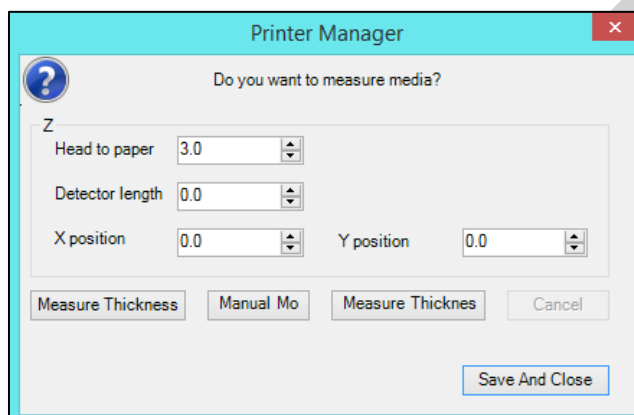 Printer Manager
Do you want to measure media?
Z
Head to paper 3.0
Detector length 0.0
X position 0.0 Y position 0.0
Measure Thickness Manual Mo Measure Thicknes Cancel
Save And Close